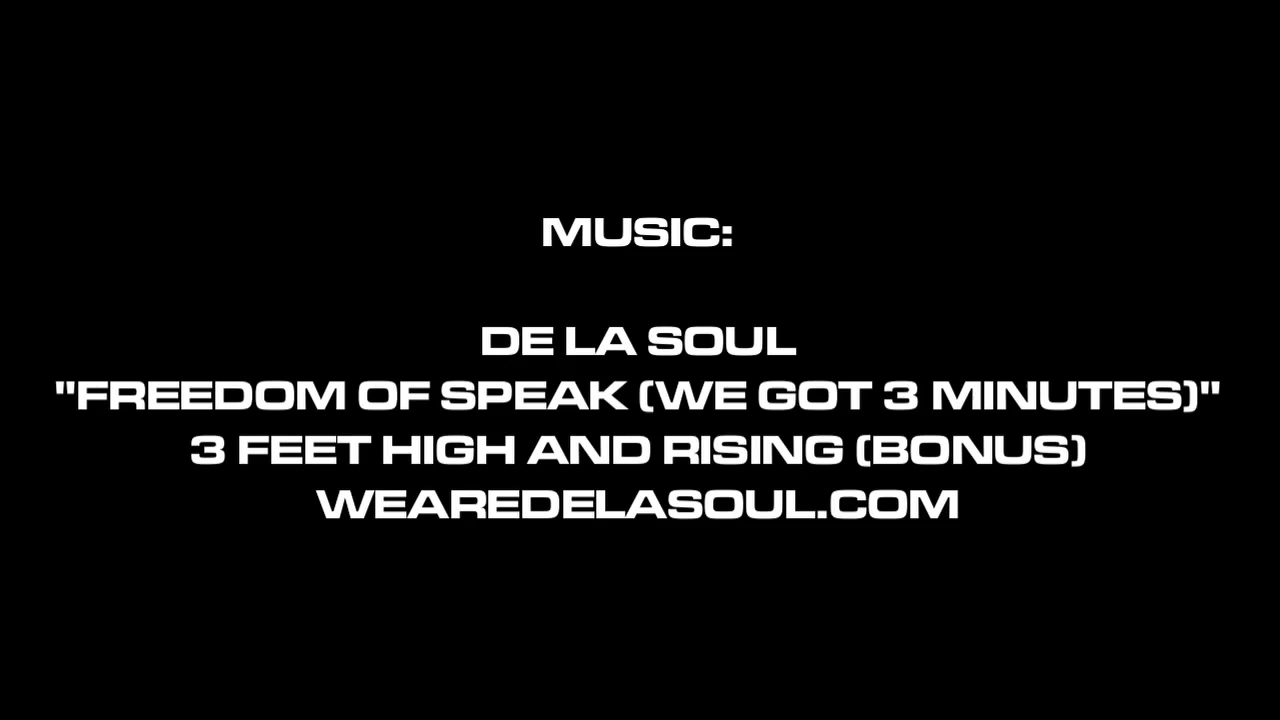 MUSIC:
DE LA SOUL
"FREEDOM OF SPEAK (WE GOT 3 MINUTES)"
3 FEET HIGH AND RISING (BONUS)
WEAREDELASOUL.COM